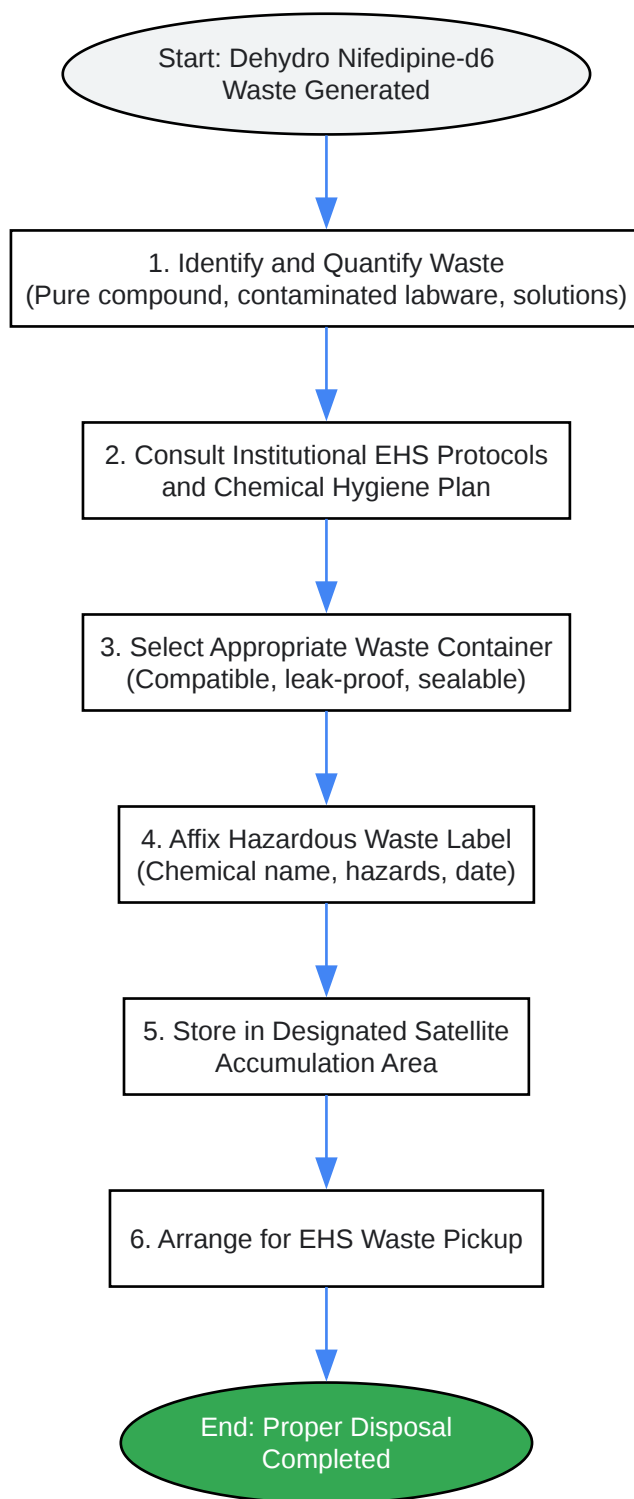 Start: Dehydro Nifedipine-d6
Waste Generated
1. Identify and Quantify Waste
(Pure compound, contaminated labware, solutions)
2. Consult Institutional EHS Protocols
and Chemical Hygiene Plan
3. Select Appropriate Waste Container
(Compatible, leak-proof, sealable)
4. Affix Hazardous Waste Label
(Chemical name, hazards, date)
5. Store in Designated Satellite
Accumulation Area
6. Arrange for EHS Waste Pickup
End: Proper Disposal
Completed